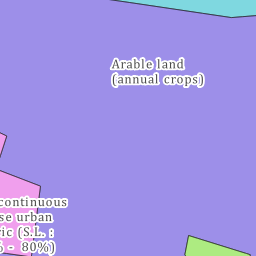 Arable land
(annual crops)
continuous
se urban
ric (S.L. :
% - 80%)